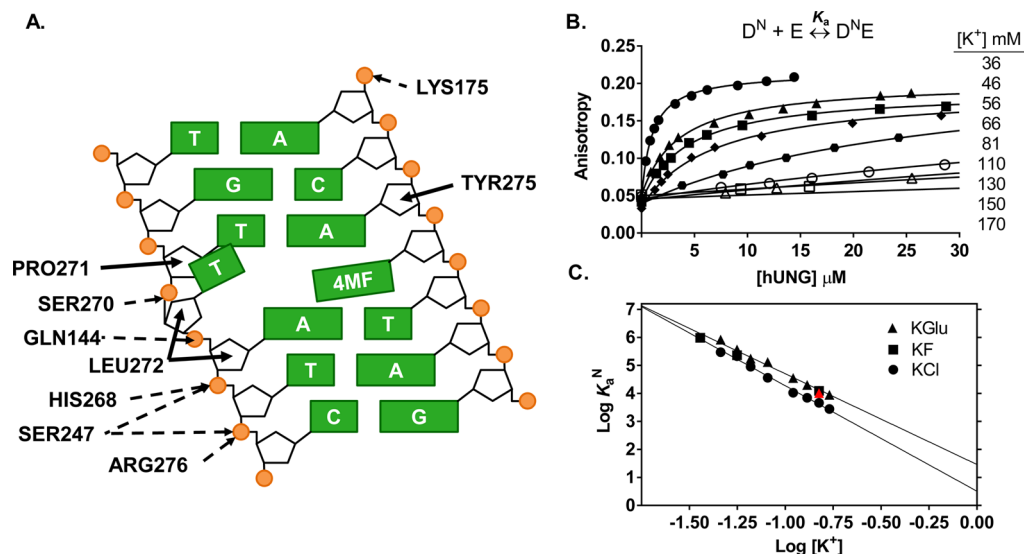 A.
LYS175
T A
G C
TYR275
T A
PRO271
T
4MF
SER270
GLN144
A T
LEU272
T A
HIS268
SER247
C G
ARG276
B.
D^N + E ↔ D^NE
K_a
[K⁺] mM
36
46
56
66
81
110
130
150
170
Anisotropy
0.25
0.20
0.15
0.10
0.05
0.00
5 10 15 20 25 30
[hUNG] μM
C.
Log K_a^N
7
6
5
4
3
2
1
0
KGlu
KF
KCl
-1.50 -1.25 -1.00 -0.75 -0.50 -0.25 0.00
Log [K⁺]